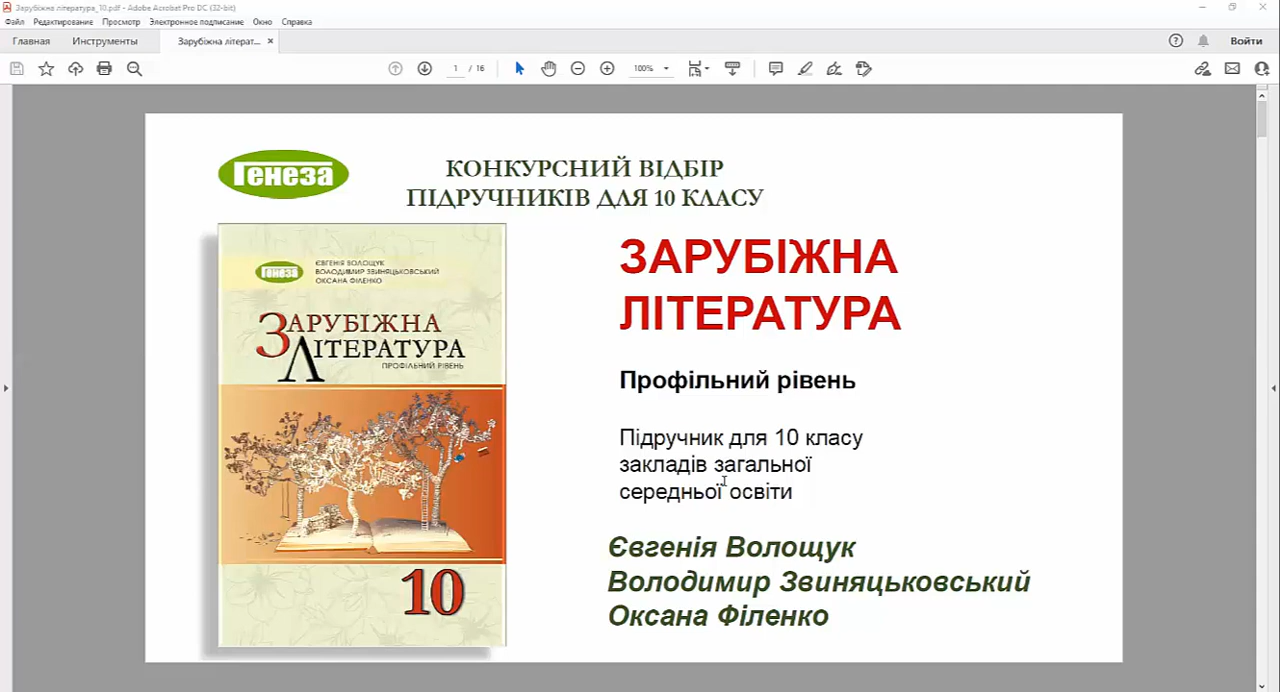 Зарубіжна література_10.pdf - Adobe Acrobat Pro DC (32-bit)
Файл Редактирование Просмотр Электронное подписание Окно Справка
Главная Инструменты Зарубіжна літерат... × Войти
1 / 16 100%
Генеза
КОНКУРСНИЙ ВІДБІР
ПІДРУЧНИКІВ ДЛЯ 10 КЛАСУ
Генеза
ЄВГЕНІЯ ВОЛОЩУК
ВОЛОДИМИР ЗВИНЯЦЬКОВСЬКИЙ
ОКСАНА ФІЛЕНКО
ЗАРУБІЖНА
ЛІТЕРАТУРА
ПРОФІЛЬНИЙ РІВЕНЬ
10
ЗАРУБІЖНА
ЛІТЕРАТУРА
Профільний рівень
Підручник для 10 класу
закладів загальної
середньої освіти
Євгенія Волощук
Володимир Звиняцьковський
Оксана Філенко